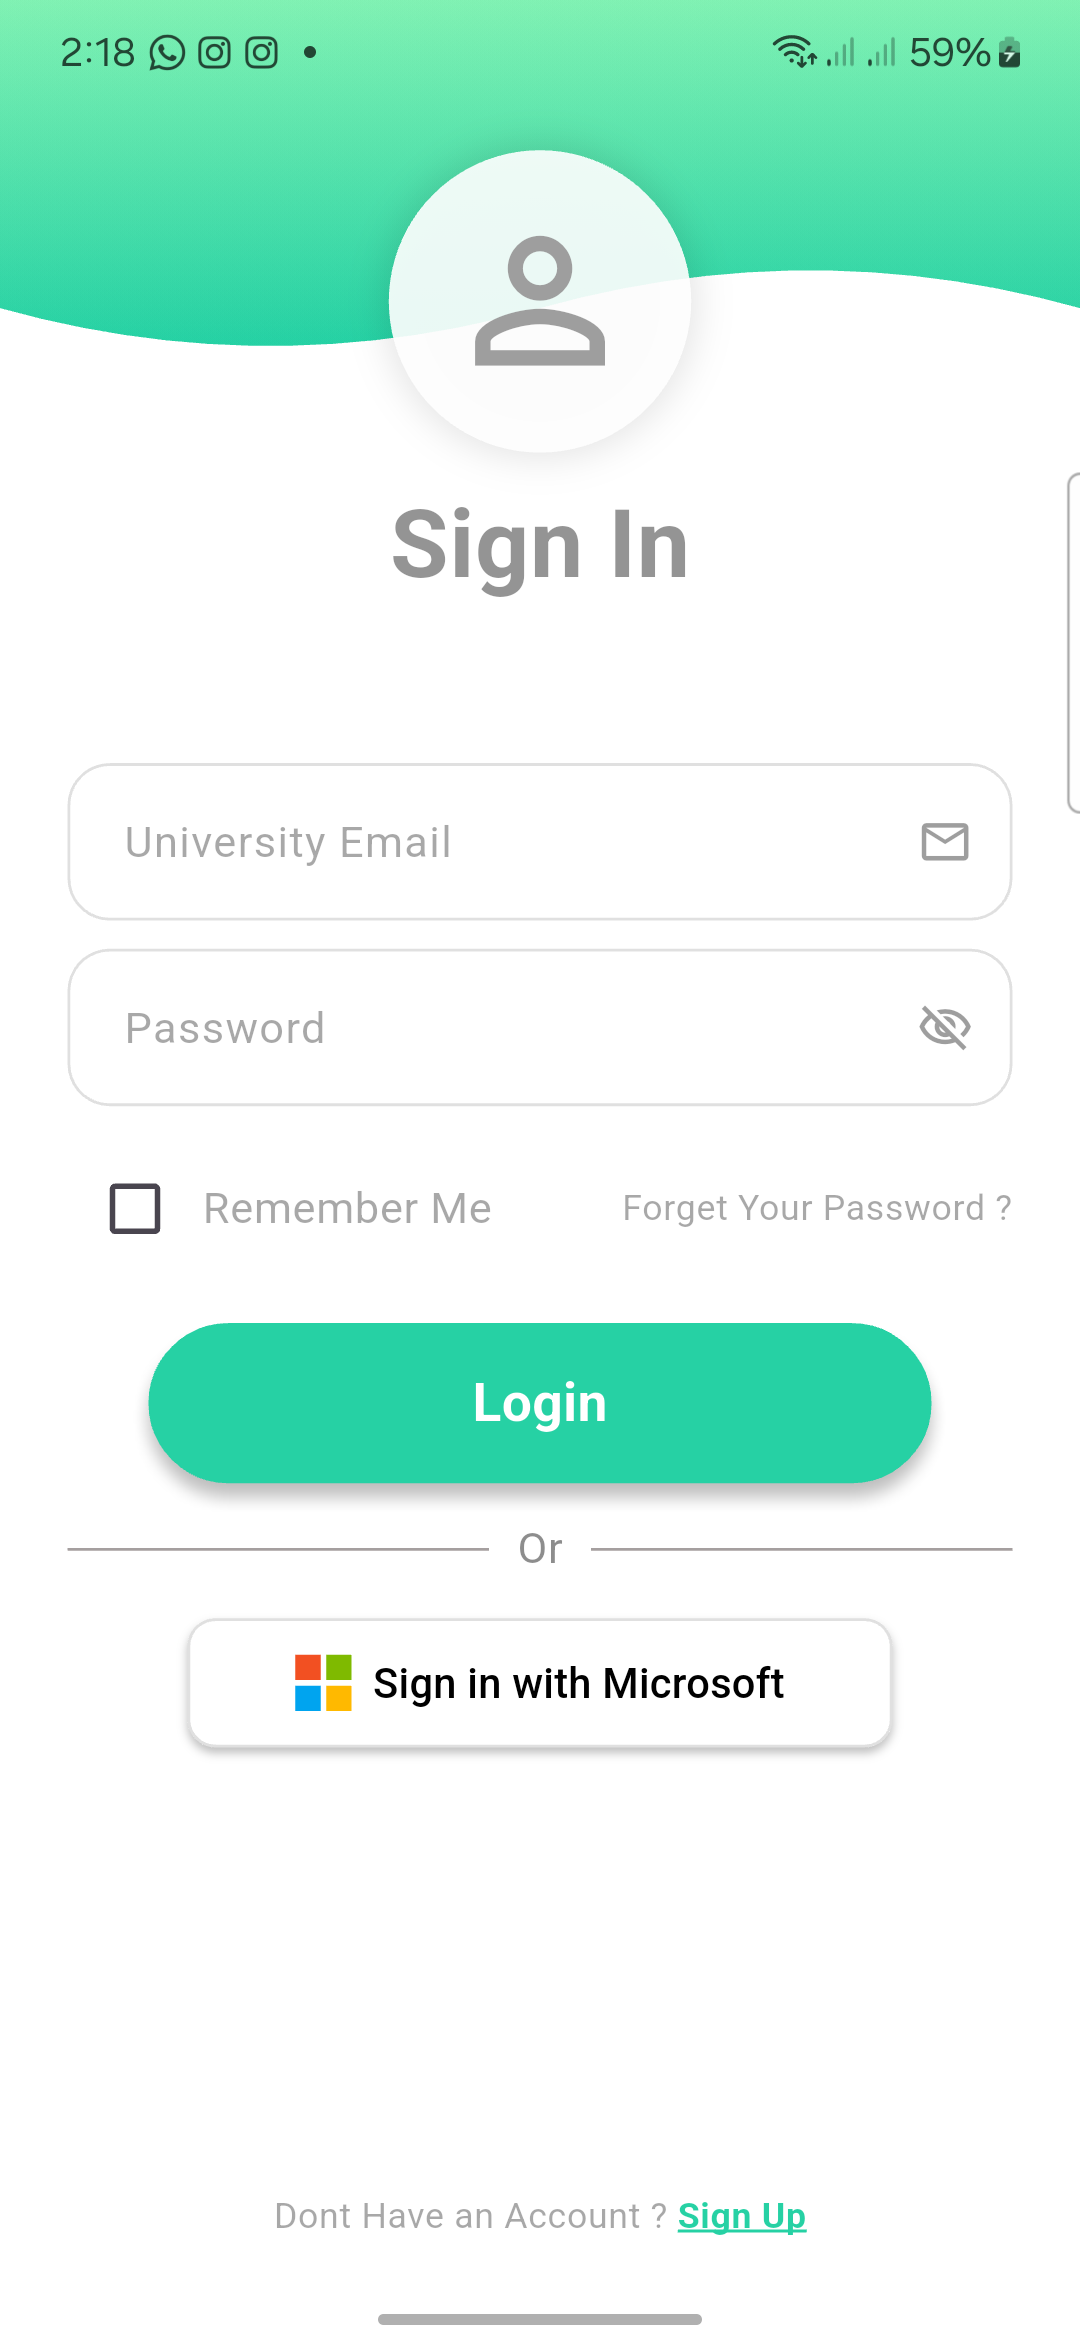 2:18 59%
Sign In
University Email
Password
Remember Me Forget Your Password ?
Login
Or
Sign in with Microsoft
Dont Have an Account ? Sign Up